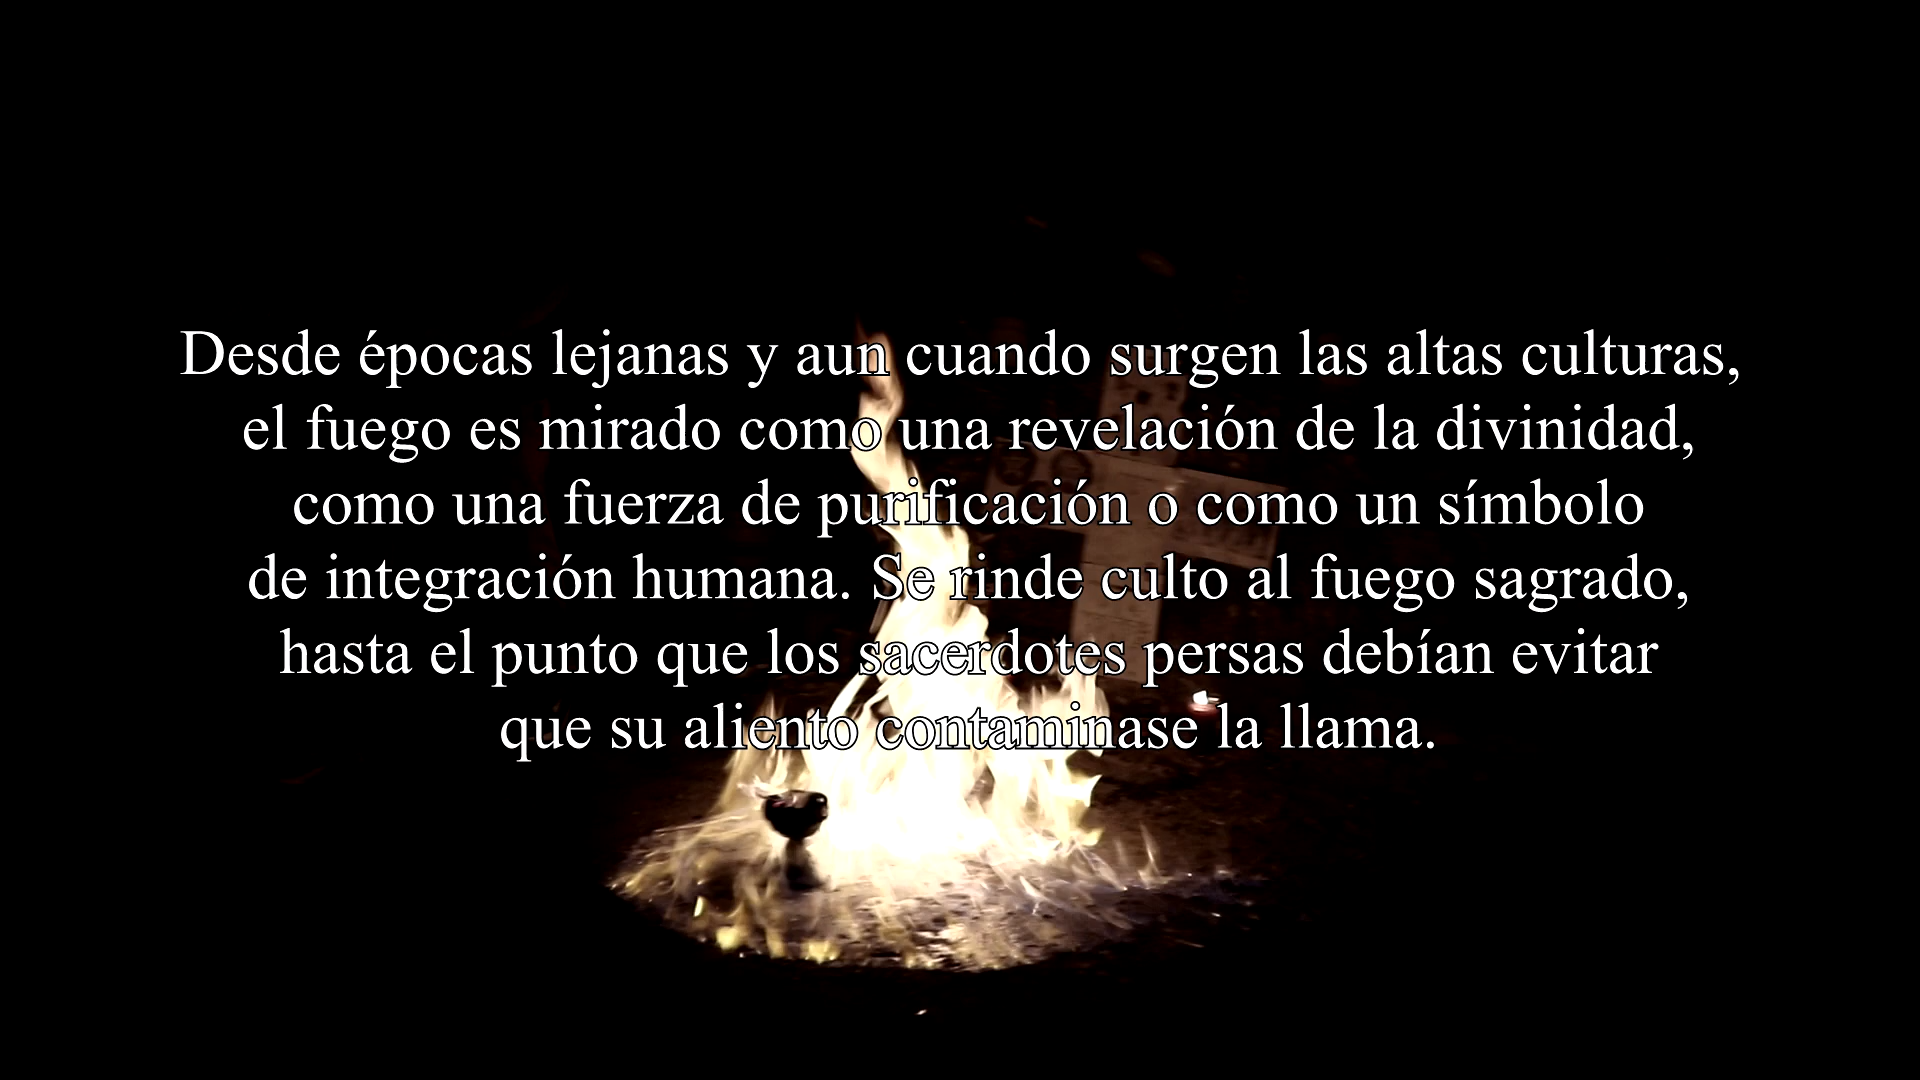 Desde épocas lejanas y aun cuando surgen las altas culturas,
el fuego es mirado como una revelación de la divinidad,
como una fuerza de purificación o como un símbolo
de integración humana. Se rinde culto al fuego sagrado,
hasta el punto que los sacerdotes persas debían evitar
que su aliento contaminase la llama.